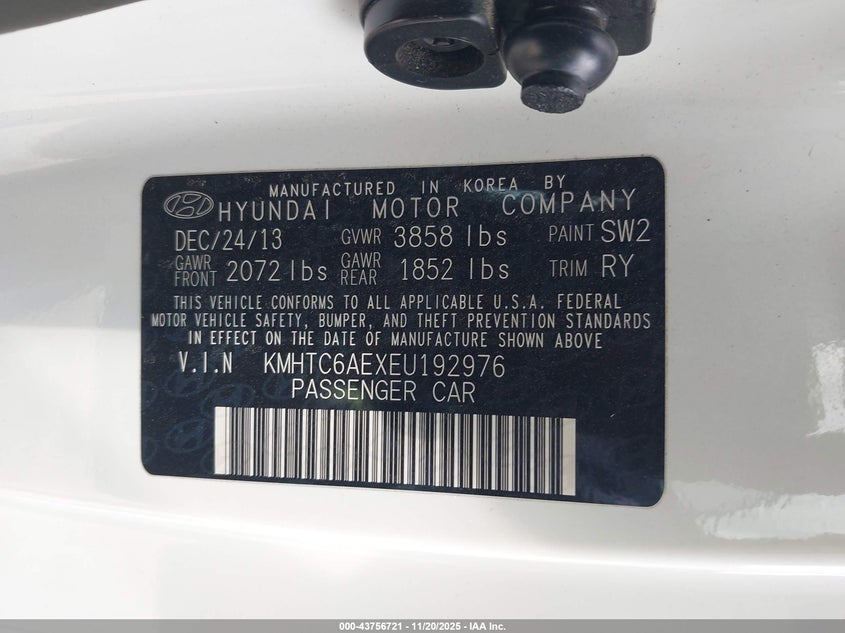 MANUFACTURED IN KOREA BY
HYUNDAI MOTOR COMPANY
DEC/24/13 GVWR 3858 lbs PAINT SW2
GAWR FRONT 2072 lbs GAWR REAR 1852 lbs TRIM RY
THIS VEHICLE CONFORMS TO ALL APPLICABLE U.S.A. FEDERAL
MOTOR VEHICLE SAFETY, BUMPER, AND THEFT PREVENTION STANDARDS
IN EFFECT ON THE DATE OF MANUFACTURE SHOWN ABOVE
V.I.N KMHTC6AEXEU192976
PASSENGER CAR
000-43756721 - 11/20/2025 - IAA Inc.